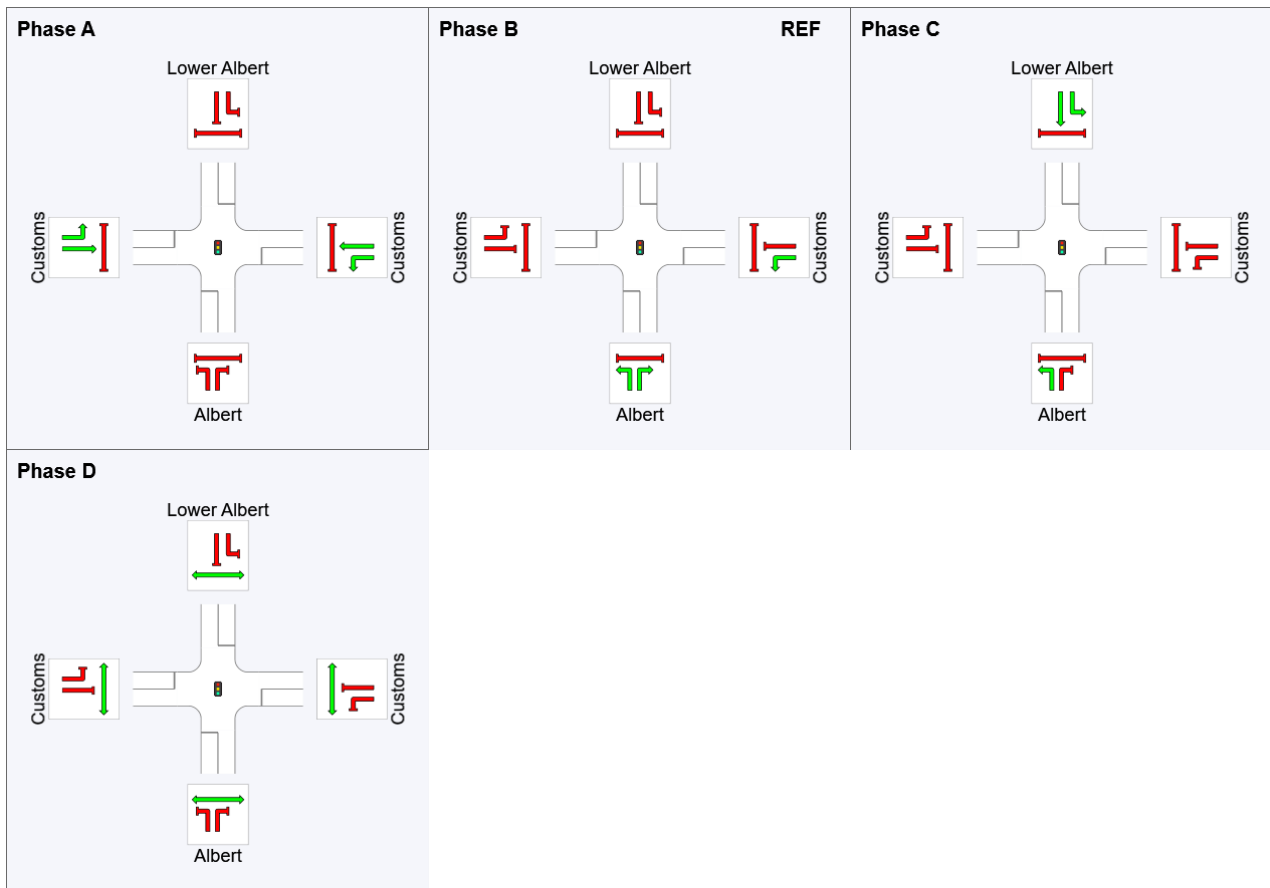 Phase A
Lower Albert
Customs
Customs
Albert
Phase B
REF
Lower Albert
Customs
Customs
Albert
Phase C
Lower Albert
Customs
Customs
Albert
Phase D
Lower Albert
Customs
Customs
Albert